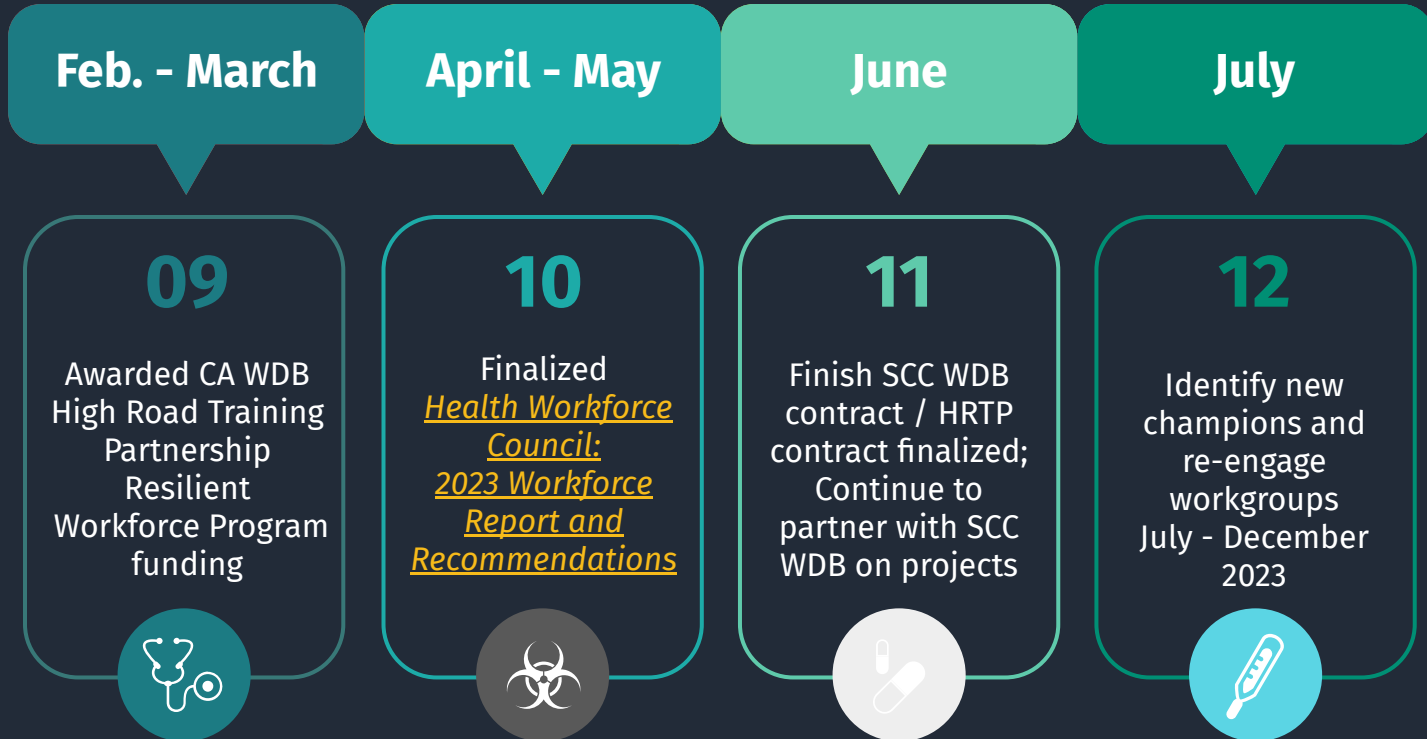 Feb. - March
April - May
June
July
09
Awarded CA WDB
High Road Training
Partnership
Resilient
Workforce Program
funding
10
Finalized
Health Workforce
Council:
2023 Workforce
Report and
Recommendations
11
Finish SCC WDB
contract / HRTP
contract finalized;
Continue to
partner with SCC
WDB on projects
12
Identify new
champions and
re-engage
workgroups
July - December
2023